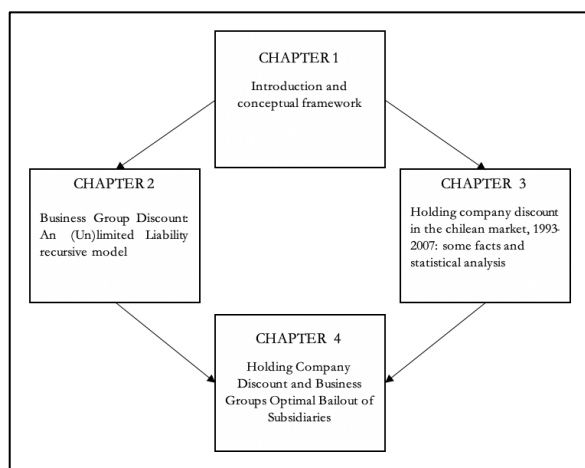 CHAPTER 1
Introduction and
conceptual framework
CHAPTER 2
Business Group Discount:
An (Un)limited Liability
recursive model
CHAPTER 3
Holding company discount
in the chilean market, 1993-
2007: some facts and
statistical analysis
CHAPTER 4
Holding Company
Discount and Business
Groups Optimal Bailout of
Subsidiaries